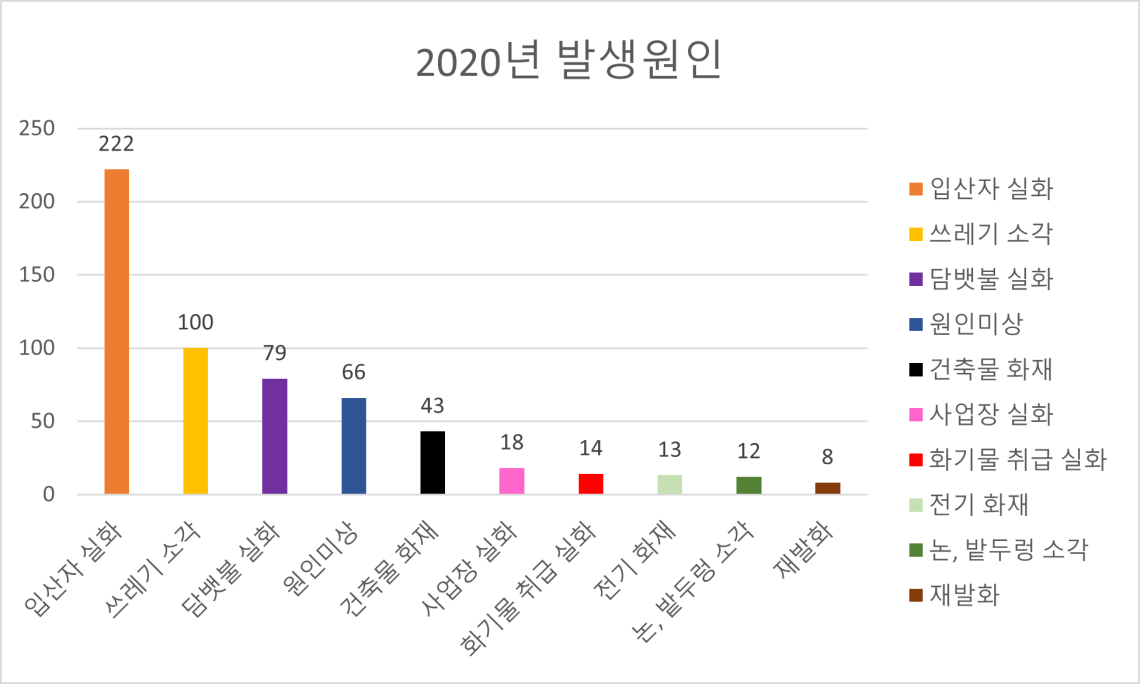 2020년 발생원인
250
200
150
100
50
0
222
100
79
66
43
18
14
13
12
8
입산자 실화
쓰레기 소각
담뱃불 실화
원인미상
건축물 화재
사업장 실화
화기물 취급 실화
전기 화재
논, 밭두렁 소각
재발화
입산자 실화
쓰레기 소각
담뱃불 실화
원인미상
건축물 화재
사업장 실화
화기물 취급 실화
전기 화재
논, 밭두렁 소각
재발화